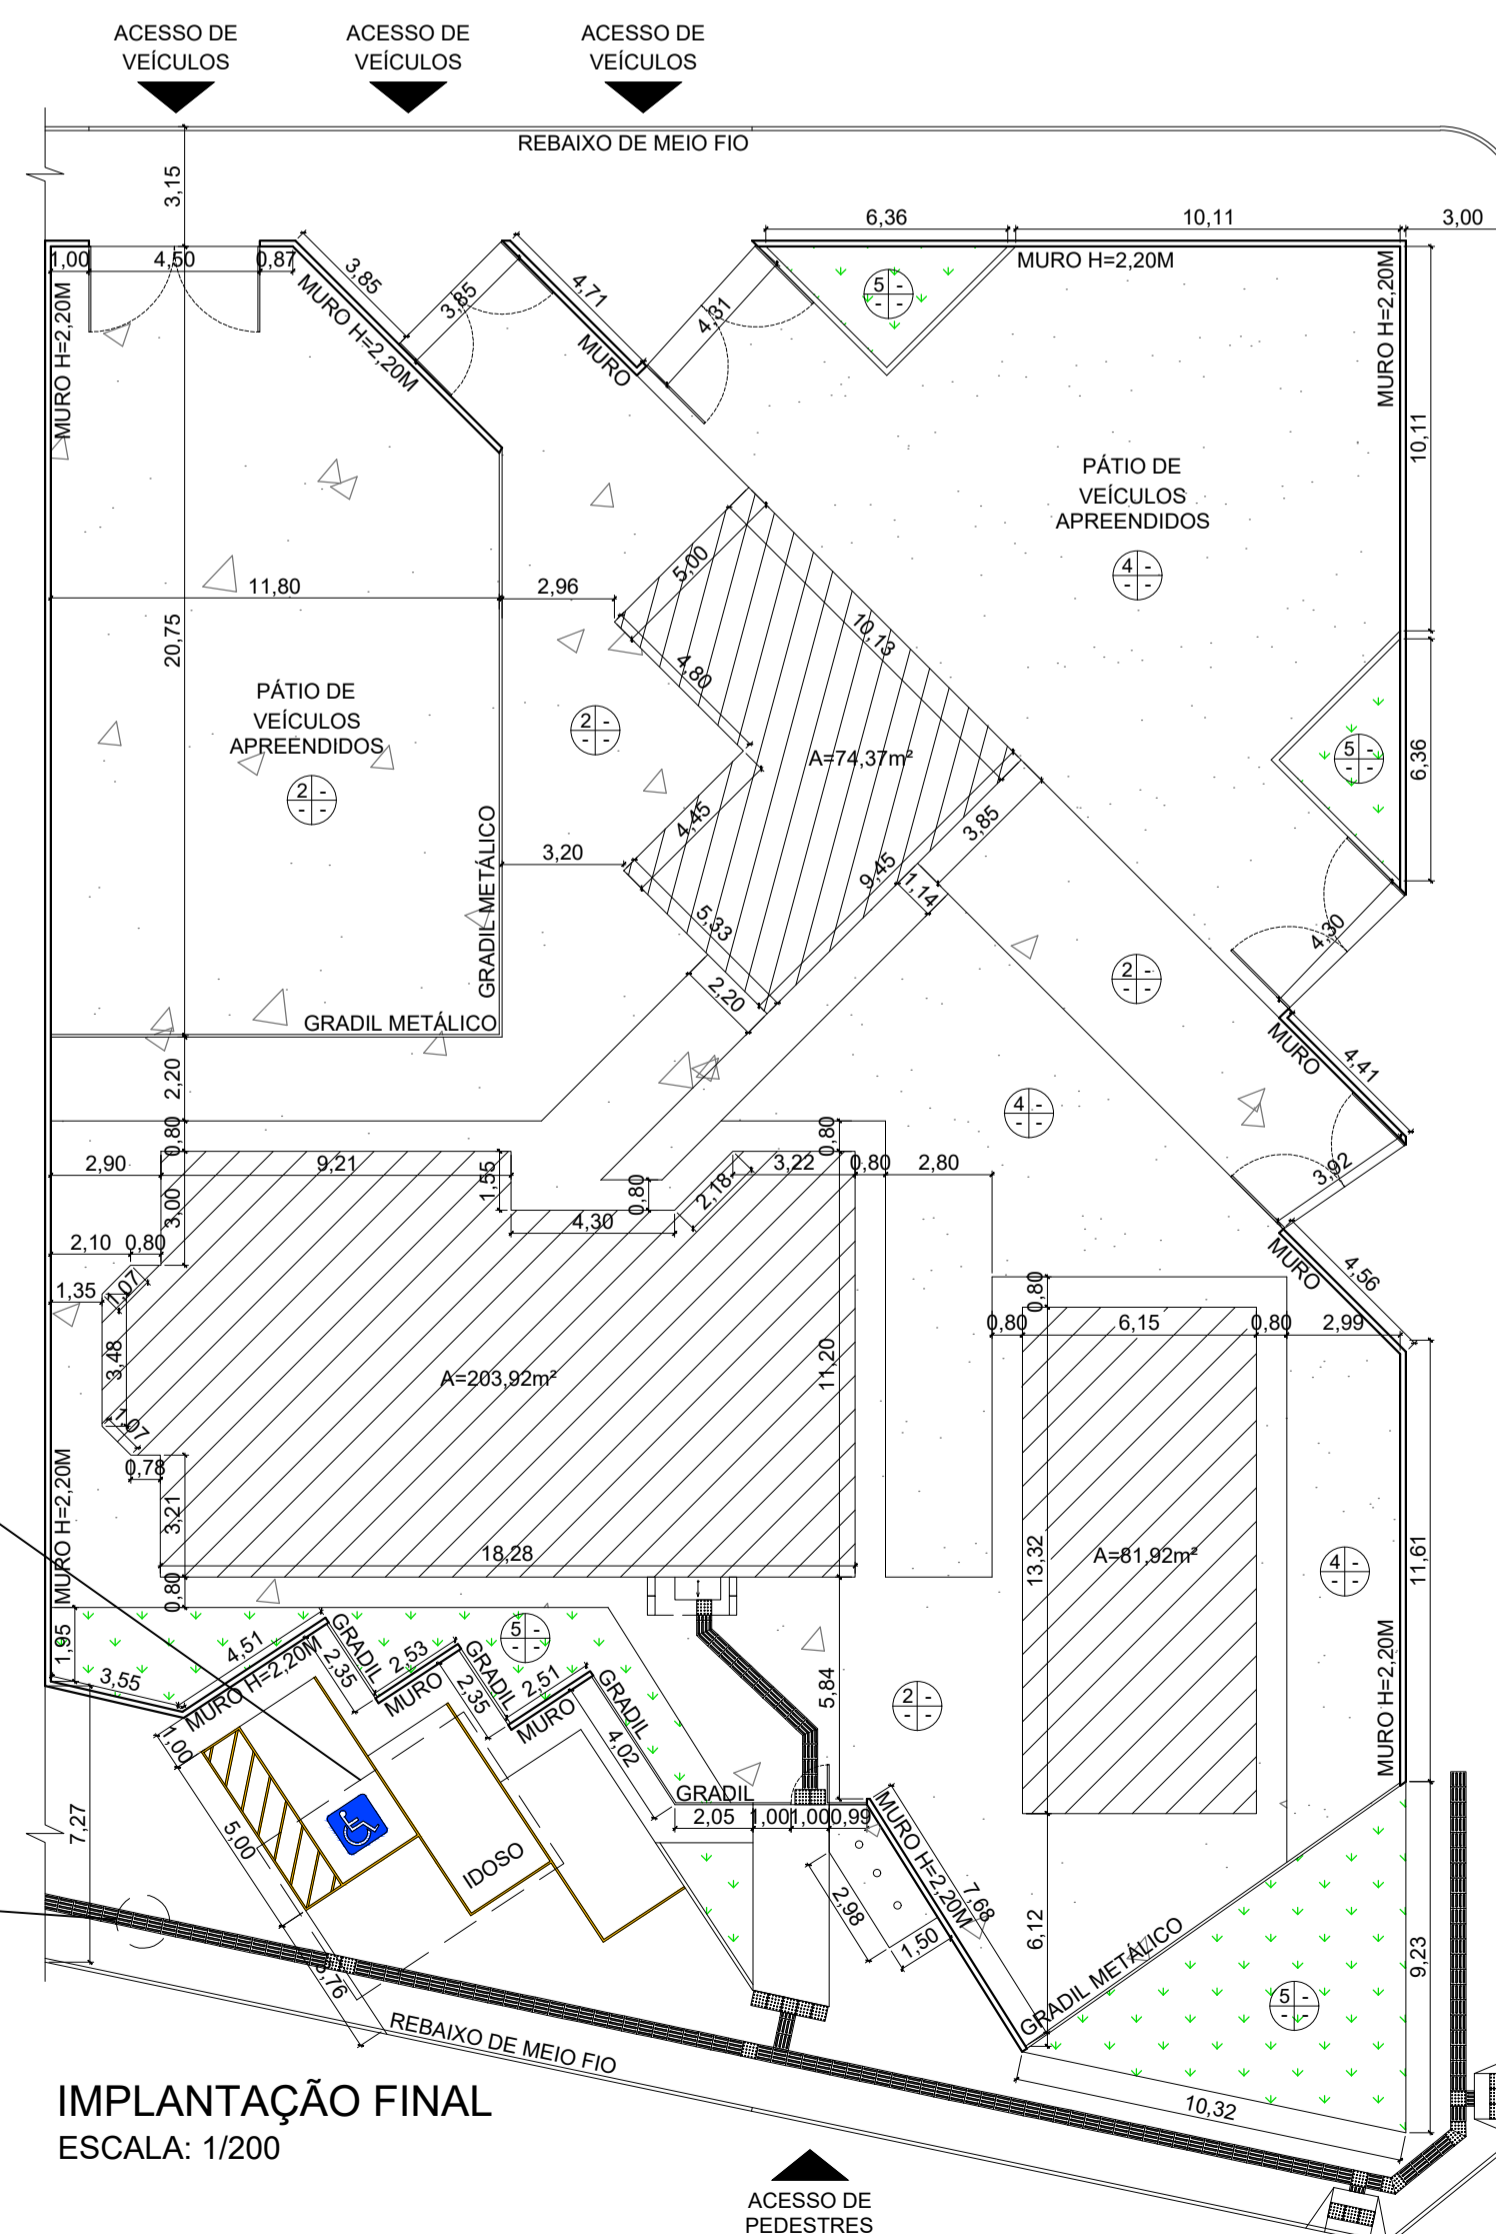 ACESSO DE
VEÍCULOS
ACESSO DE
VEÍCULOS
ACESSO DE
VEÍCULOS
REBAIXO DE MEIO FIO
3,15
6,36
10,11
3,00
1,00
4,50
0,87
MURO H=2,20M
3,85
MURO H=2,20M
3,85
4,71
MURO
4,31
5 -
- -
MURO H=2,20M
MURO H=2,20M
10,11
PÁTIO DE
VEÍCULOS
APREENDIDOS
4 -
- -
11,80
2,96
20,75
5,00
10,13
4,80
PÁTIO DE
VEÍCULOS
APREENDIDOS
2 -
- -
2 -
- -
A=74,37m²
5 -
- -
6,36
GRADIL METÁLICO
3,20
4,45
9,45
3,85
1,14
5,33
2,20
4,30
2 -
- -
GRADIL METÁLICO
MURO
4,41
2,20
4 -
- -
0,80
0,80
2,90
9,21
1,55
3,22
0,80
2,80
3,92
3,00
0,80
2,18
4,30
2,10
0,80
MURO
4,56
1,35
1,07
0,80
0,80
6,15
0,80
2,99
3,48
A=203,92m²
11,20
1,07
0,78
MURO H=2,20M
3,21
18,28
13,32
A=81,92m²
4 -
- -
11,61
0,80
1,95
3,55
4,51
MURO H=2,20M
GRADIL
2,35
2,53
MURO
GRADIL
2,35
2,51
MURO
5 -
- -
GRADIL
4,02
5,84
2 -
- -
MURO H=2,20M
1,00
5,00
7,27
GRADIL
2,05
1,00
1,00
0,99
MURO H=2,20M
7,68
IDOSO
2,98
1,50
6,12
GRADIL METÁLICO
9,23
5 -
- -
REBAIXO DE MEIO FIO
10,32
IMPLANTAÇÃO FINAL
ESCALA: 1/200
ACESSO DE
PEDESTRES